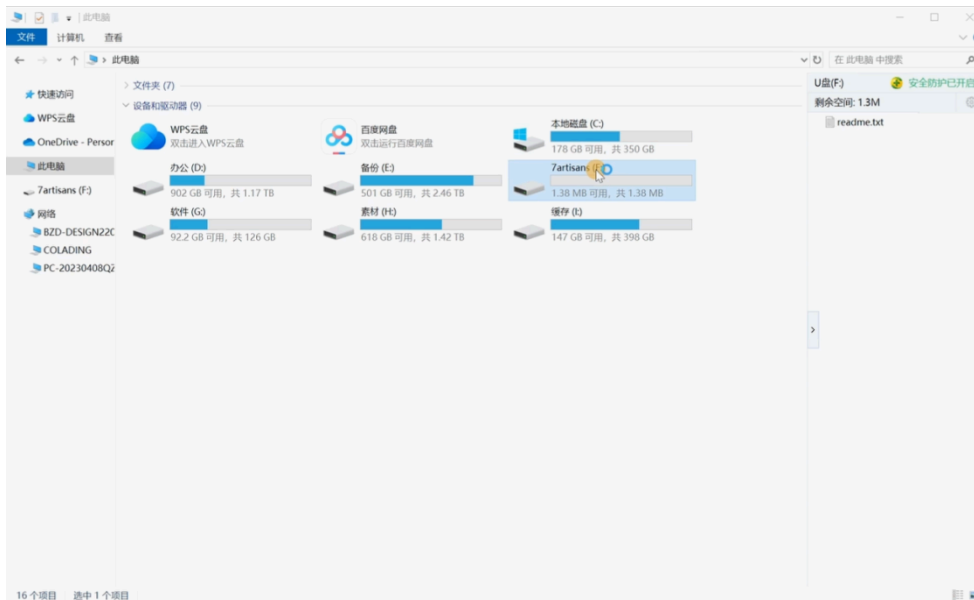 此电脑
文件 计算机 查看
此电脑
在 此电脑 中搜索
快速访问
WPS云盘
OneDrive - Persor
此电脑
7artisans (F:)
网络
BZD-DESIGN22C
COLADING
PC-20230408QZ
文件夹 (7)
设备和驱动器 (9)
WPS云盘
双击进入WPS云盘
百度网盘
双击运行百度网盘
本地磁盘 (C:)
178 GB 可用, 共 350 GB
办公 (D:)
902 GB 可用, 共 1.17 TB
备份 (E:)
501 GB 可用, 共 2.46 TB
7artisans
1.38 MB 可用, 共 1.38 MB
软件 (G:)
92.2 GB 可用, 共 126 GB
素材 (H:)
618 GB 可用, 共 1.42 TB
缓存 (I:)
147 GB 可用, 共 398 GB
U盘(F:) 安全防护已开启
剩余空间: 1.3M
readme.txt
16 个项目 选中 1 个项目